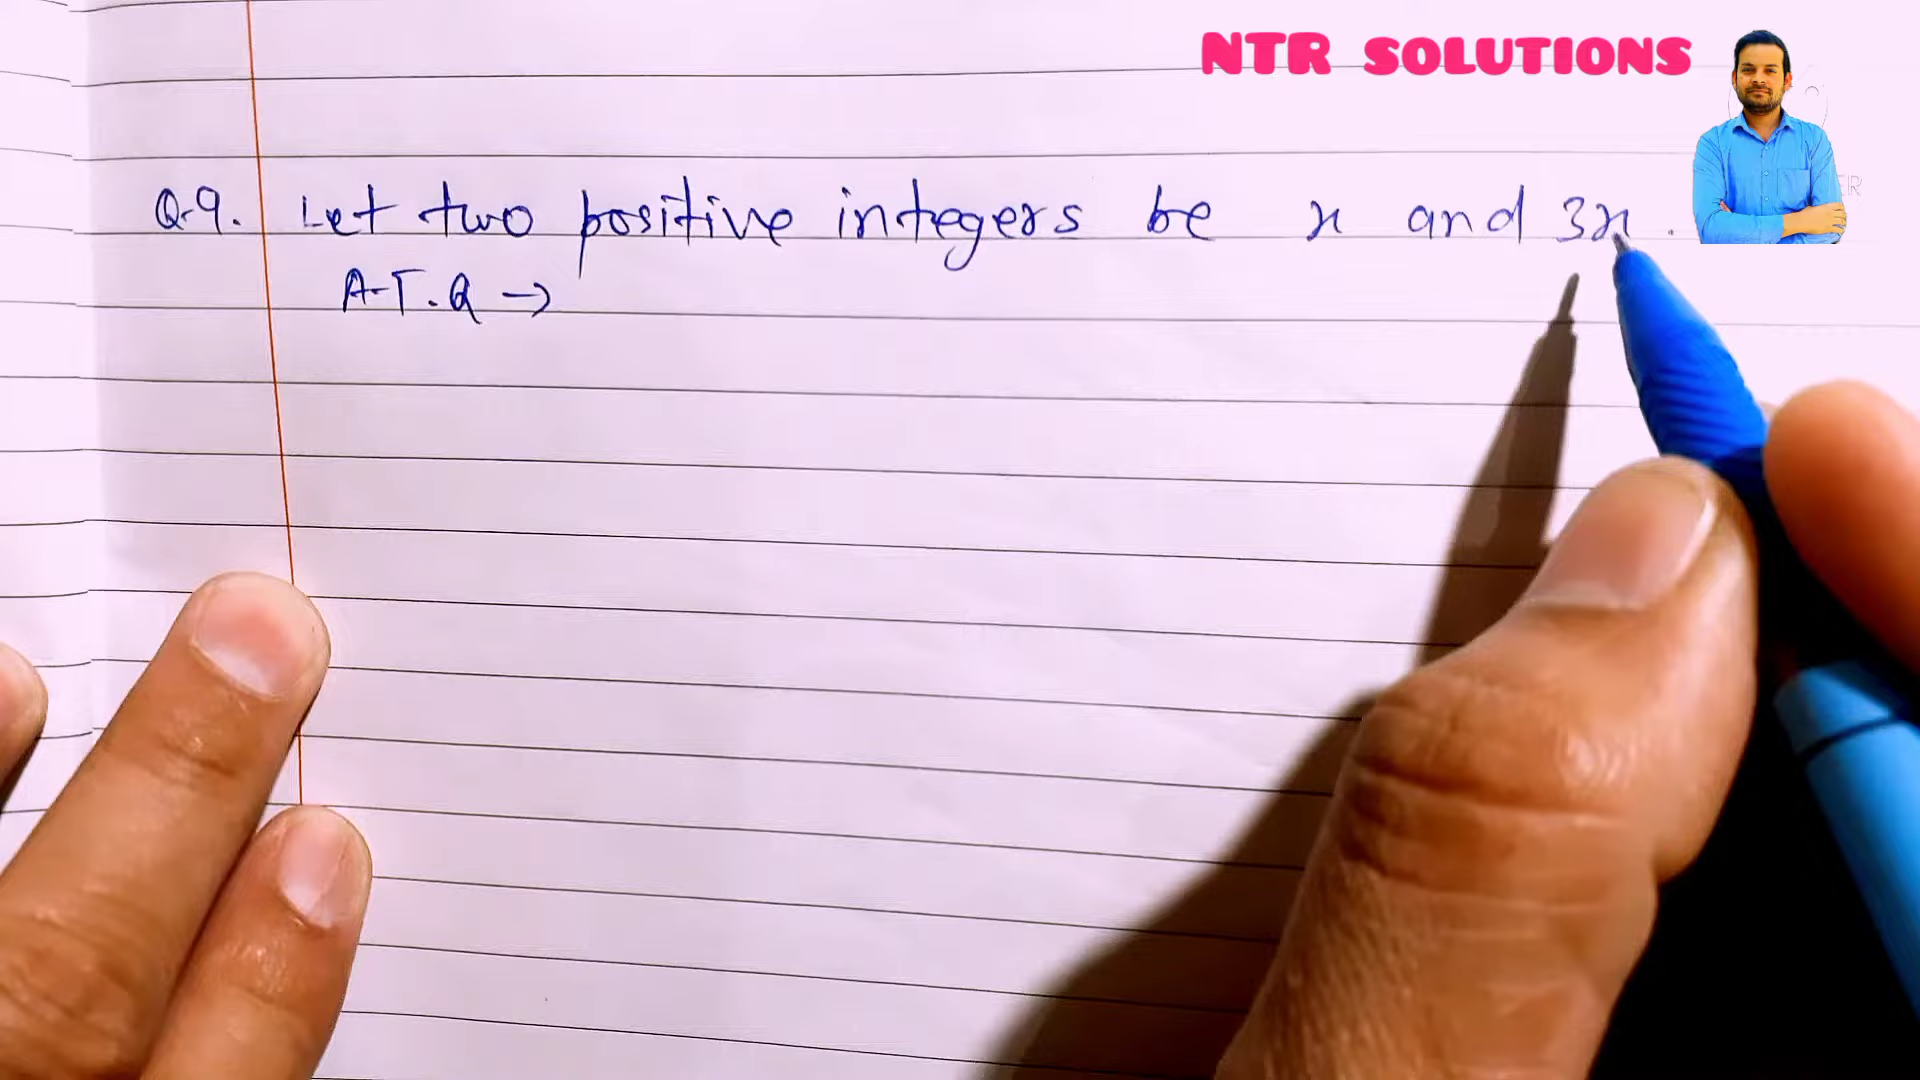 NTR SOLUTIONS
Q.9. Let two positive integers be x and 3x.
A.T.Q →